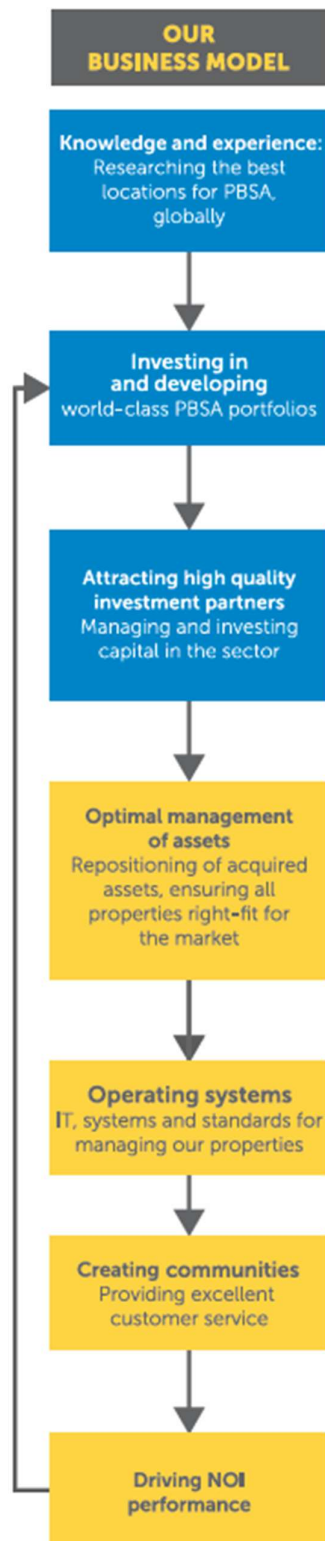 OUR
BUSINESS MODEL
Knowledge and experience:
Researching the best
locations for PBSA,
globally
Investing in
and developing
world-class PBSA portfolios
Attracting high quality
investment partners
Managing and investing
capital in the sector
Optimal management
of assets
Repositioning of acquired
assets, ensuring all
properties right-fit for
the market
Operating systems
IT, systems and standards for
managing our properties
Creating communities
Providing excellent
customer service
Driving NOI
performance